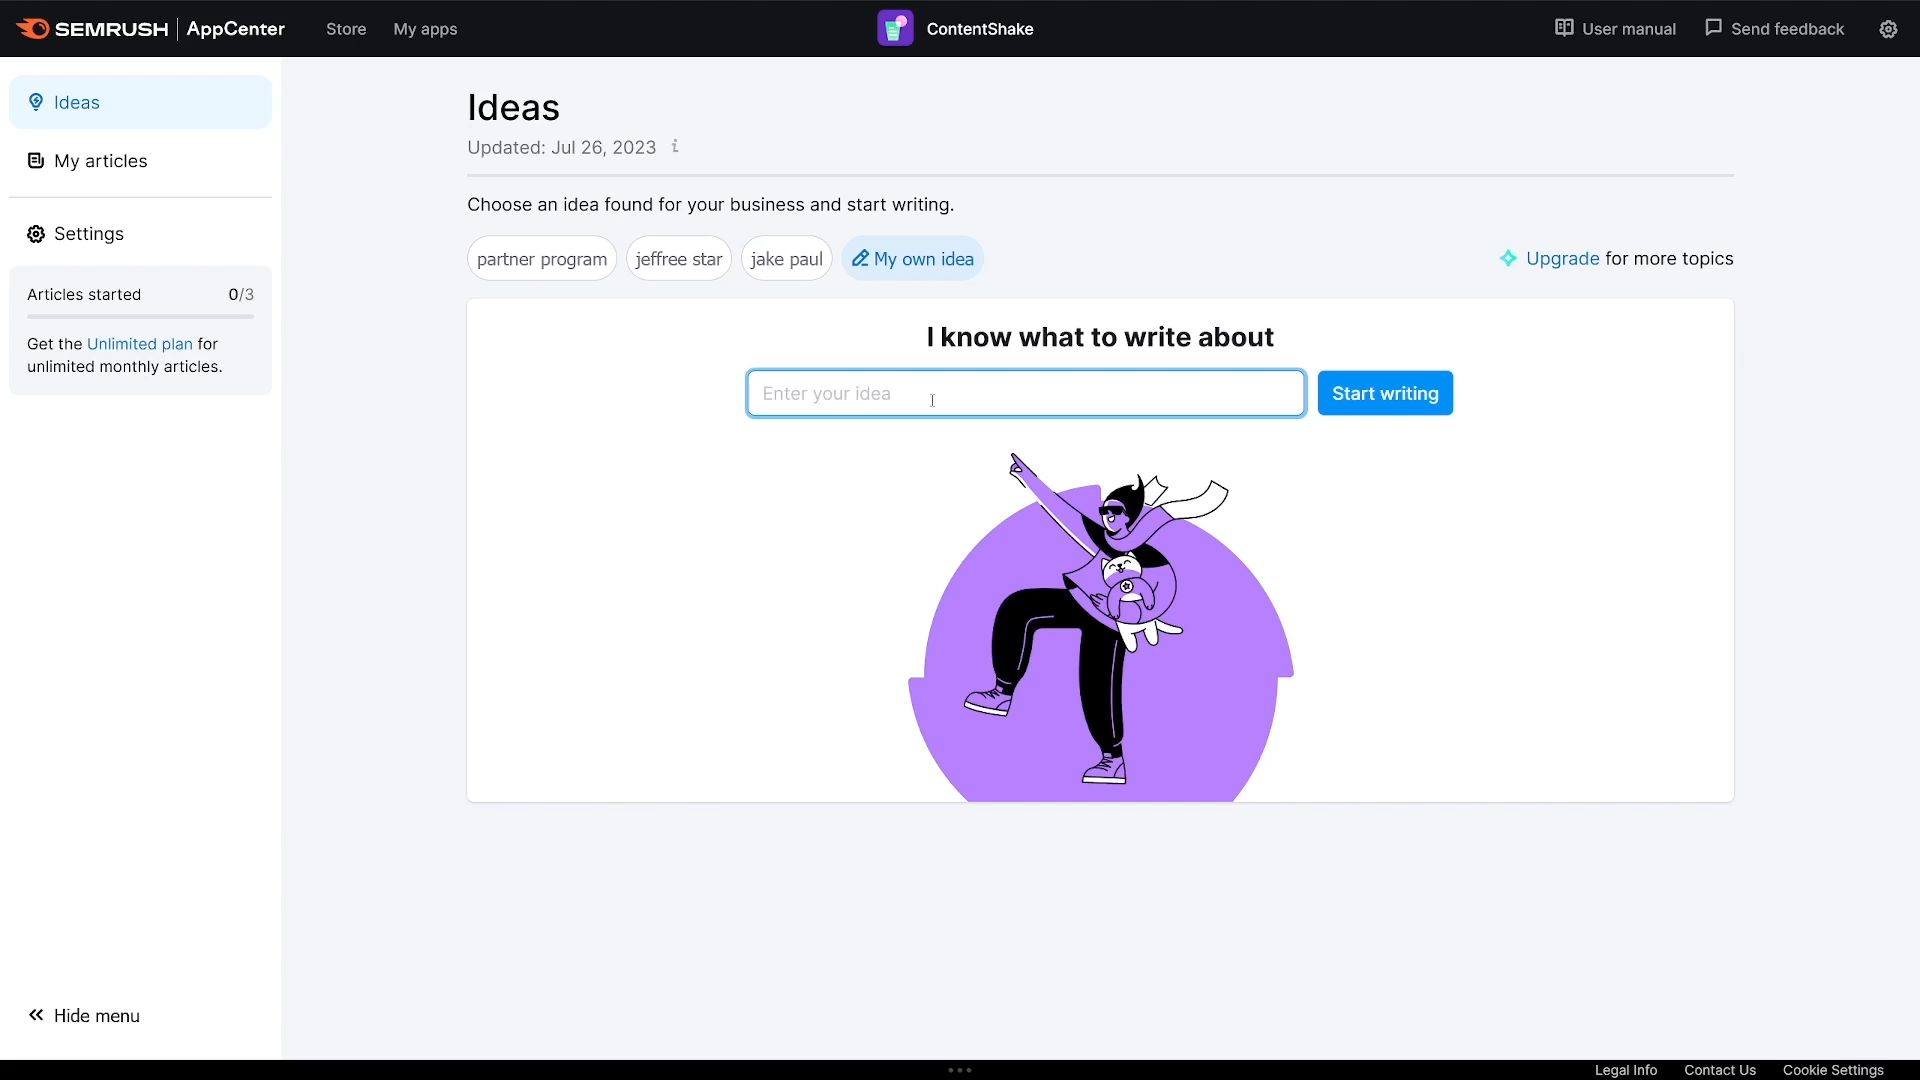 SEMRUSH AppCenter Store My apps ContentShake User manual Send feedback
Ideas
My articles
Settings
Articles started 0/3
Get the Unlimited plan for
unlimited monthly articles.
Hide menu
Ideas
Updated: Jul 26, 2023 i
Choose an idea found for your business and start writing.
partner program jeffree star jake paul My own idea Upgrade for more topics
I know what to write about
Enter your idea Start writing
Legal Info Contact Us Cookie Settings